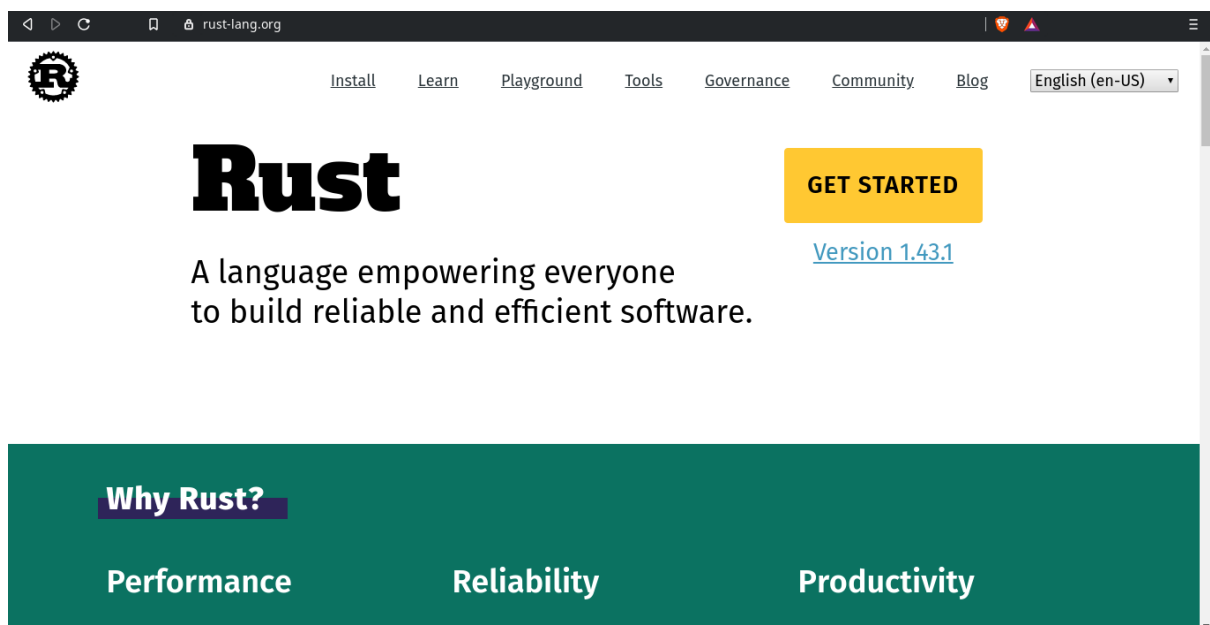 rust-lang.org
Install Learn Playground Tools Governance Community Blog English (en-US)
Rust
GET STARTED
Version 1.43.1
A language empowering everyone
to build reliable and efficient software.
Why Rust?
Performance Reliability Productivity